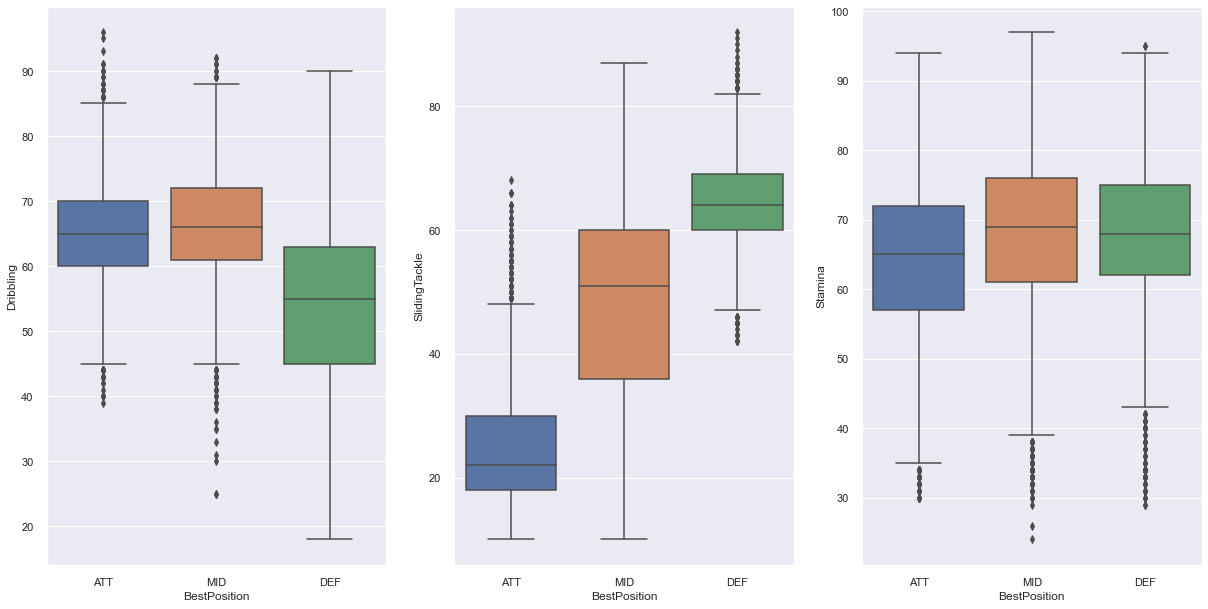 Dribbling
90
80
70
60
50
40
30
20
ATT MID DEF
BestPosition
SlidingTackle
80
60
40
20
ATT MID DEF
BestPosition
Stamina
100
90
80
70
60
50
40
30
ATT MID DEF
BestPosition